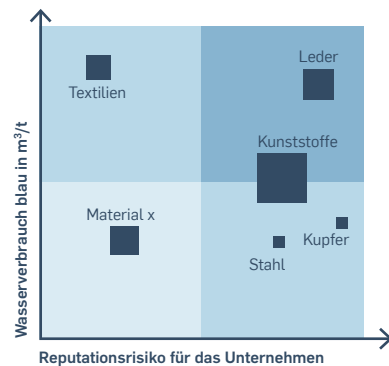 Wasserverbrauch blau in m³/t
Leder
Textilien
Kunststoffe
Material x
Kupfer
Stahl
Reputationsrisiko für das Unternehmen